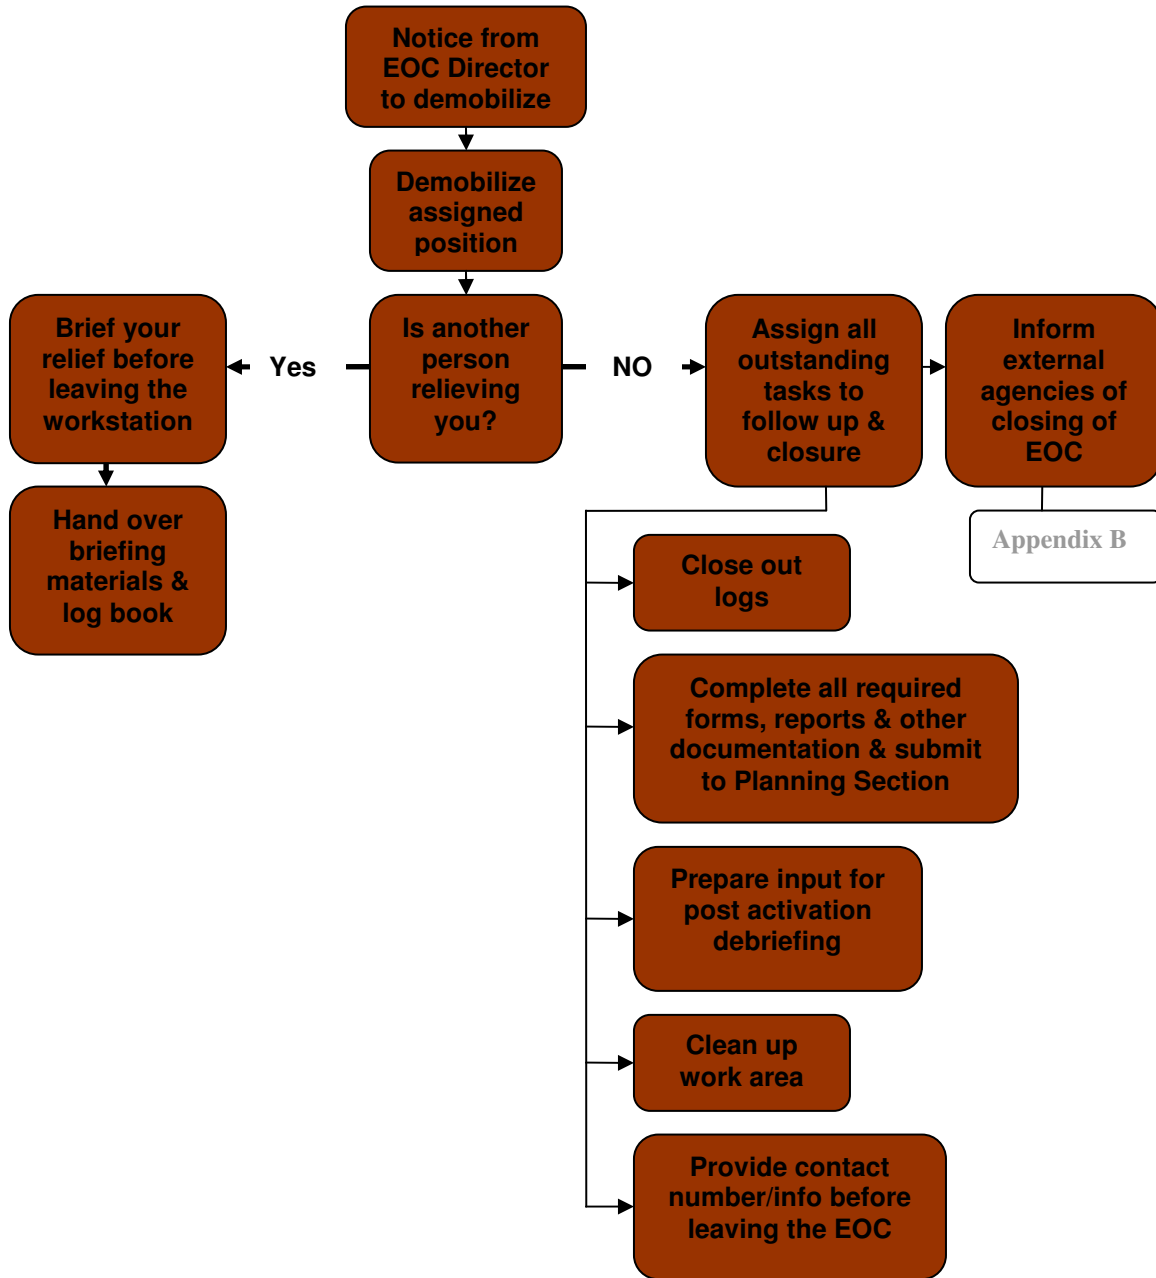 Notice from
EOC Director
to demobilize
Demobilize
assigned
position
Is another
person
relieving
you?
Yes
Brief your
relief before
leaving the
workstation
Hand over
briefing
materials &
log book
NO
Assign all
outstanding
tasks to
follow up &
closure
Inform
external
agencies of
closing of
EOC
Appendix B
Close out
logs
Complete all required
forms, reports & other
documentation & submit
to Planning Section
Prepare input for
post activation
debriefing
Clean up
work area
Provide contact
number/info before
leaving the EOC